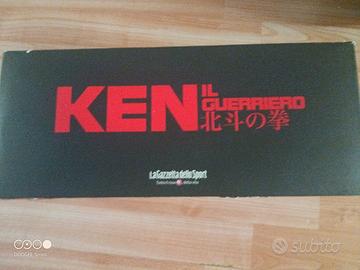 KEN IL
GUERRIERO
北斗の拳
La Gazzetta dello Sport
subito